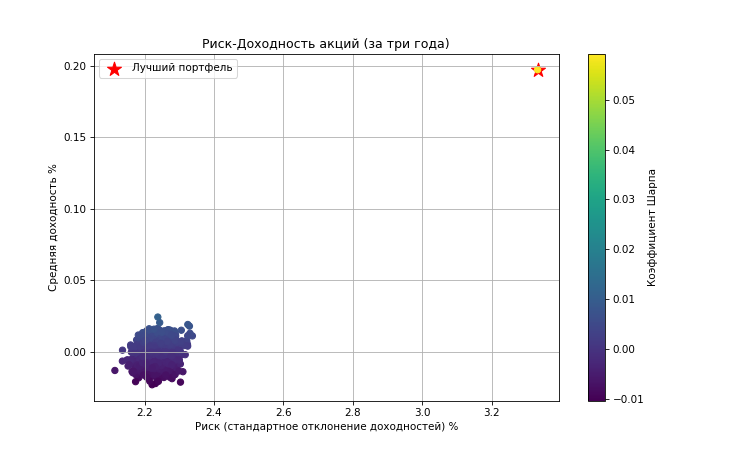 Риск-Доходность акций (за три года)
Лучший портфель
Средняя доходность %
0.20
0.15
0.10
0.05
0.00
2.2 2.4 2.6 2.8 3.0 3.2
Риск (стандартное отклонение доходностей) %
0.05
0.04
0.03
0.02
0.01
0.00
−0.01
Коэффициент Шарпа